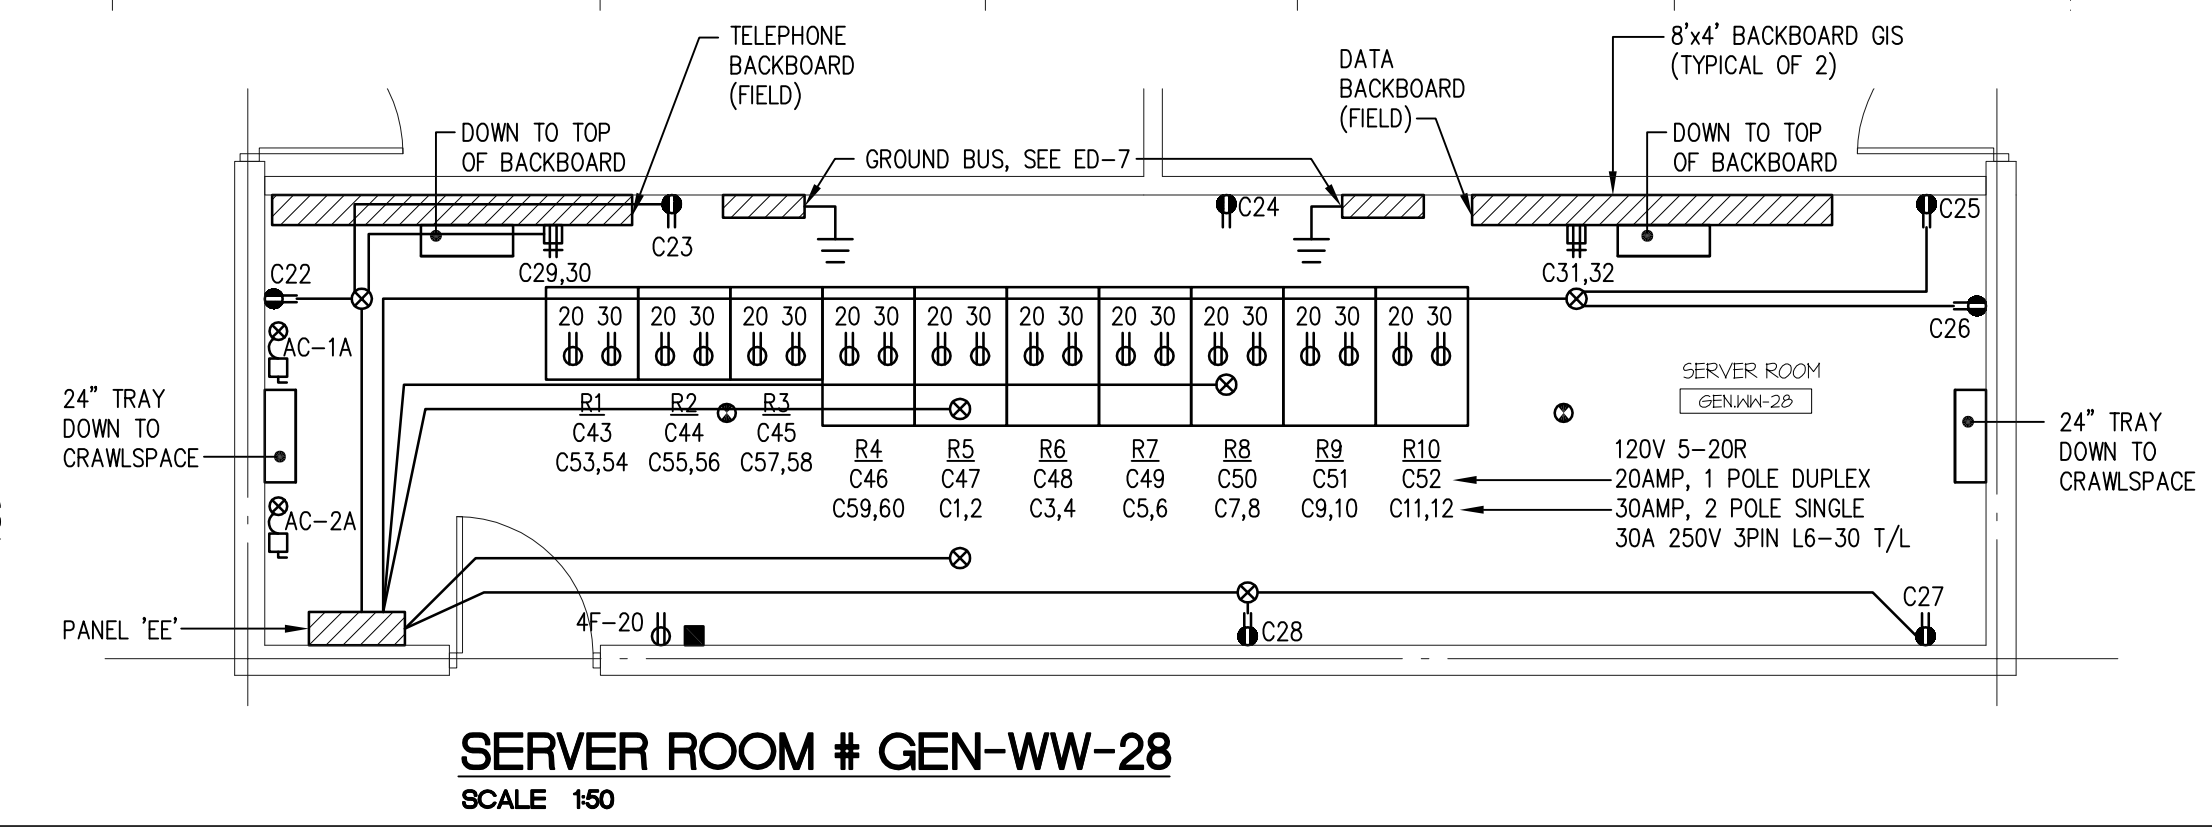 TELEPHONE
BACKBOARD
(FIELD)
DATA
BACKBOARD
(FIELD)
8'x4' BACKBOARD GIS
(TYPICAL OF 2)
DOWN TO TOP
OF BACKBOARD
GROUND BUS, SEE ED-7
DOWN TO TOP
OF BACKBOARD
C23
C24
C25
C22
C29,30
C31,32
C26
20 30 20 30 20 30 20 30 20 30 20 30 20 30 20 30 20 30 20 30
AC-1A
AC-2A
24" TRAY
DOWN TO
CRAWLSPACE
SERVER ROOM
GEN.WW-28
24" TRAY
DOWN TO
CRAWLSPACE
R1
C43
C53,54
R2
C44
C55,56
R3
C45
C57,58
R4
C46
C59,60
R5
C47
C1,2
R6
C48
C3,4
R7
C49
C5,6
R8
C50
C7,8
R9
C51
C9,10
R10
C52
C11,12
120V 5-20R
20AMP, 1 POLE DUPLEX
30AMP, 2 POLE SINGLE
30A 250V 3PIN L6-30 T/L
PANEL 'EE'
4F-20
C28
C27
SERVER ROOM # GEN-WW-28
SCALE 1:50